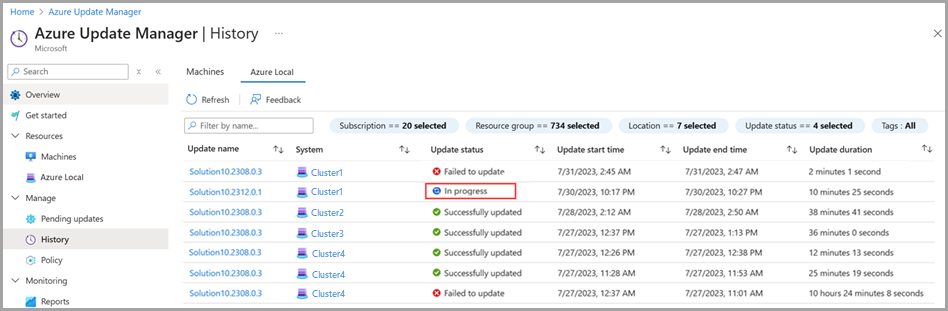 Home > Azure Update Manager
Azure Update Manager | History ...
Microsoft
Search
Overview
Get started
Resources
Machines
Azure Local
Manage
Pending updates
History
Policy
Monitoring
Reports
Machines Azure Local
Refresh Feedback
Filter by name... Subscription == 20 selected Resource group == 734 selected Location == 7 selected Update status == 4 selected Tags : All
Update name System Update status Update start time Update end time Update duration
Solution10.2308.0.3 Cluster1 Failed to update 7/31/2023, 2:45 AM 7/31/2023, 2:47 AM 2 minutes 1 second
Solution10.2312.0.1 Cluster1 In progress 7/30/2023, 10:17 PM 7/30/2023, 10:27 PM 10 minutes 25 seconds
Solution10.2308.0.3 Cluster2 Successfully updated 7/28/2023, 2:12 AM 7/28/2023, 2:50 AM 38 minutes 41 seconds
Solution10.2308.0.3 Cluster3 Successfully updated 7/27/2023, 12:37 PM 7/27/2023, 1:13 PM 36 minutes 0 seconds
Solution10.2308.0.3 Cluster4 Successfully updated 7/27/2023, 12:26 PM 7/27/2023, 12:38 PM 12 minutes 13 seconds
Solution10.2308.0.3 Cluster4 Successfully updated 7/27/2023, 11:28 AM 7/27/2023, 11:53 AM 25 minutes 19 seconds
Solution10.2308.0.3 Cluster4 Failed to update 7/27/2023, 12:37 AM 7/27/2023, 11:01 AM 10 hours 24 minutes 8 seconds